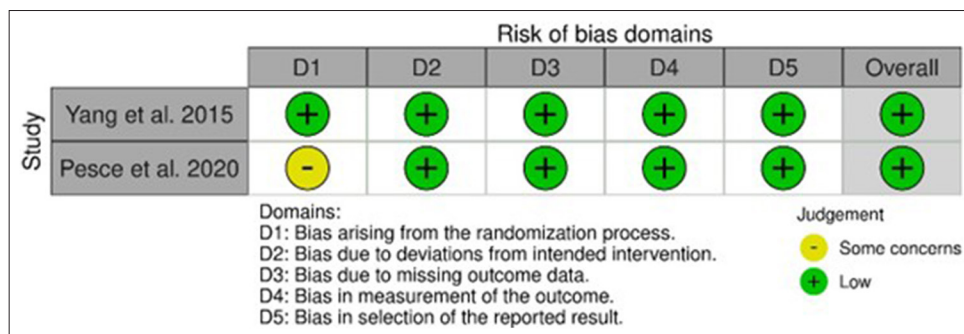 Risk of bias domains
D1 D2 D3 D4 D5 Overall
Study
Yang et al. 2015 + + + + + +
Pesce et al. 2020 - + + + + +
Domains:
D1: Bias arising from the randomization process.
D2: Bias due to deviations from intended intervention.
D3: Bias due to missing outcome data.
D4: Bias in measurement of the outcome.
D5: Bias in selection of the reported result.
Judgement
- Some concerns
+ Low